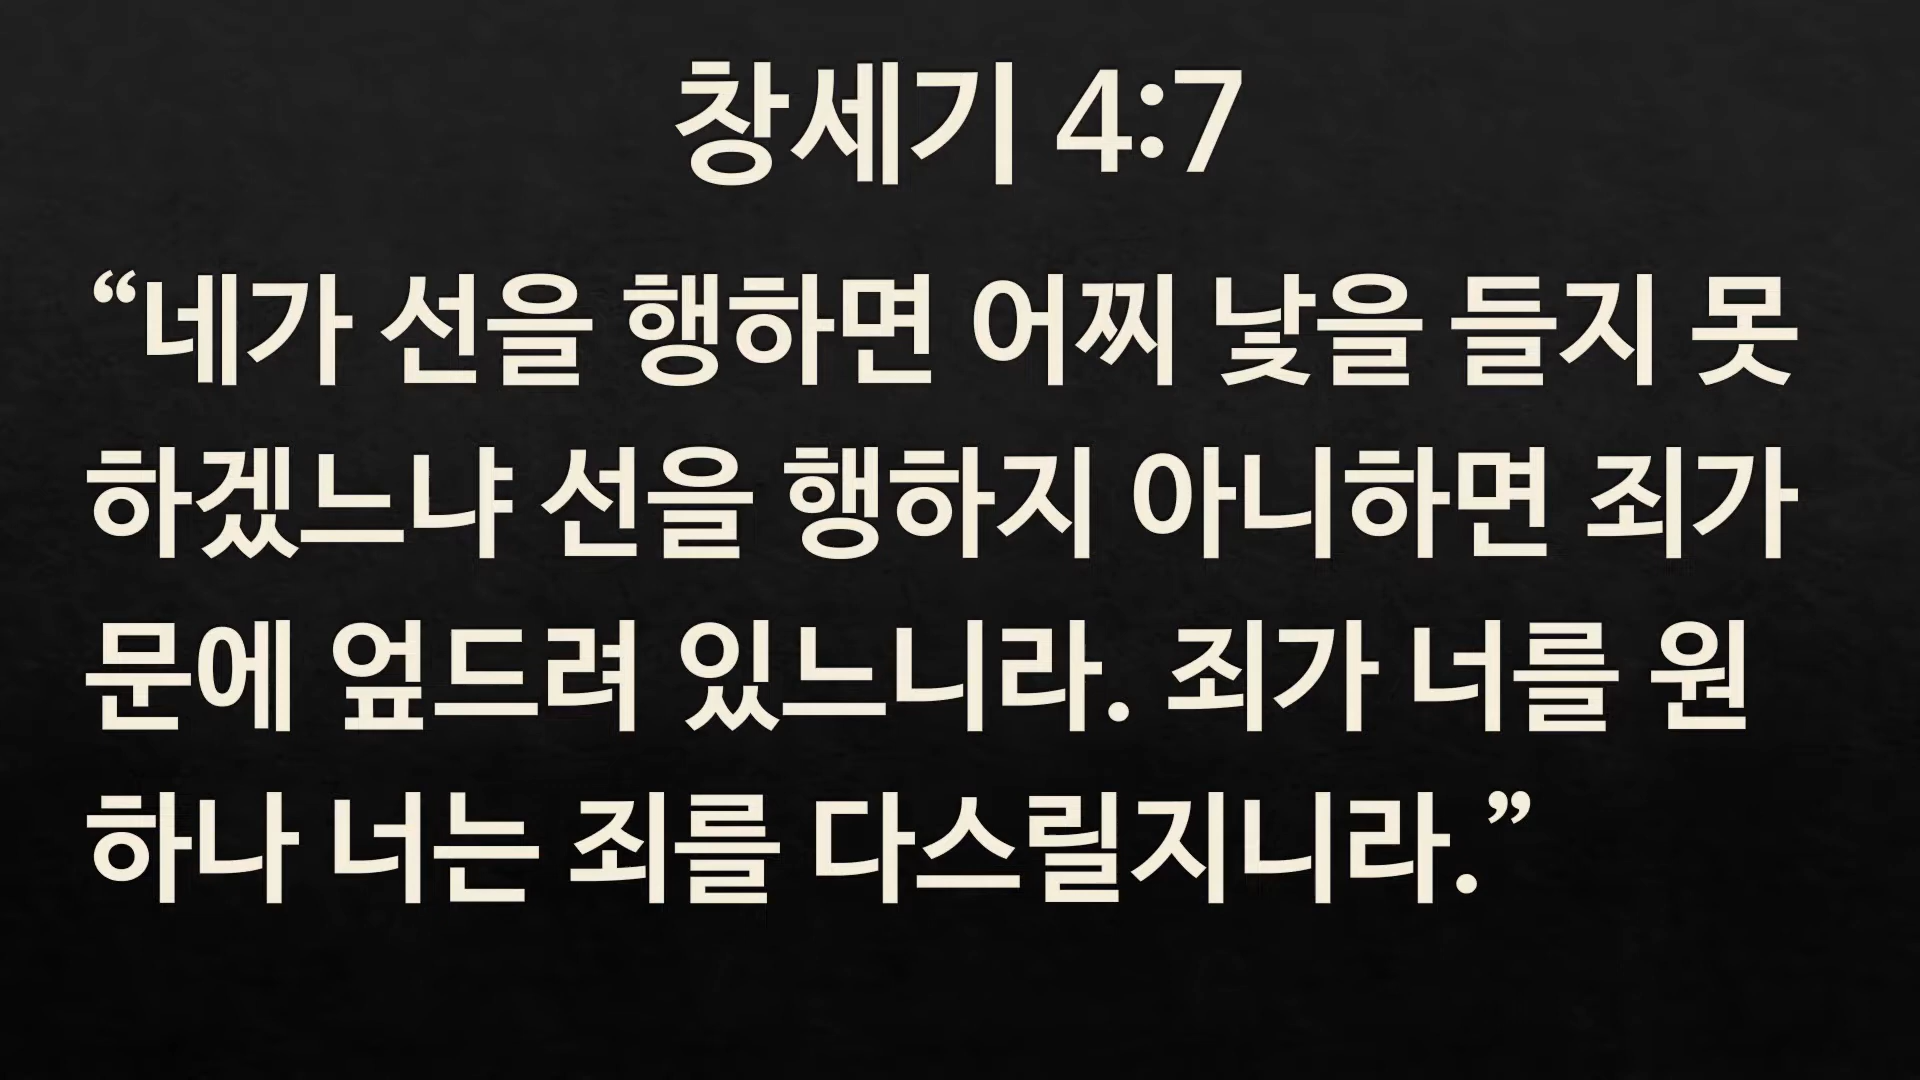 창세기 4:7
“네가 선을 행하면 어찌 낯을 들지 못
하겠느냐 선을 행하지 아니하면 죄가
문에 엎드려 있느니라. 죄가 너를 원
하나 너는 죄를 다스릴지니라.”